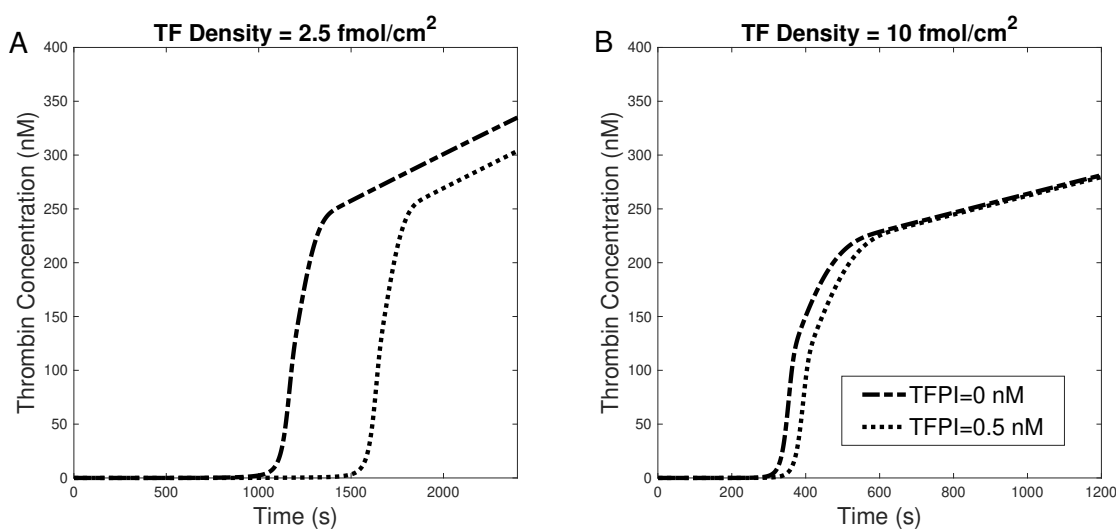 A
TF Density = 2.5 fmol/cm²
400
350
300
250
200
150
100
50
0
Thrombin Concentration (nM)
0 500 1000 1500 2000
Time (s)
B
TF Density = 10 fmol/cm²
400
350
300
250
200
150
100
50
0
Thrombin Concentration (nM)
TFPI=0 nM
TFPI=0.5 nM
0 200 400 600 800 1000 1200
Time (s)